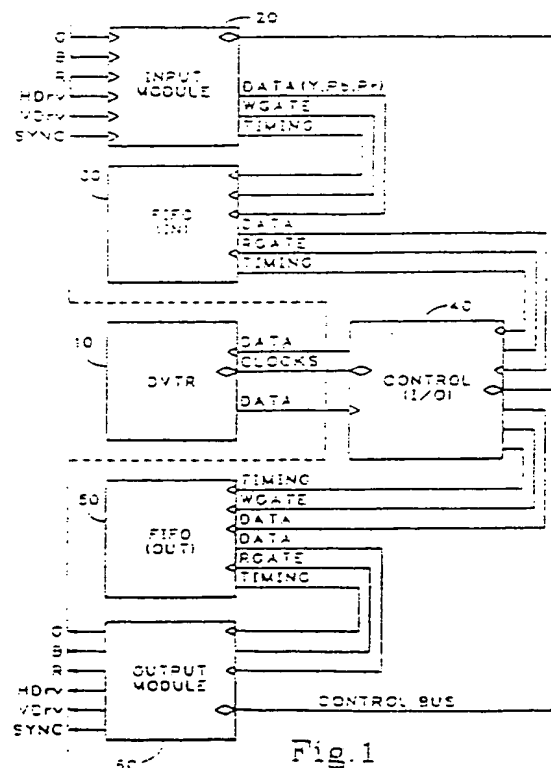 20
G
B
R
HDrv
VDrv
SYNC
INPUT
MODULE
DATA(Y,Pb,Pr)
WGATE
TIMING
30
FIFO
(IN)
DATA
RGATE
TIMING
40
10
DVTR
DATA
CLOCKS
DATA
CONTROL
(I/O)
50
FIFO
(OUT)
TIMING
WGATE
DATA
DATA
RGATE
TIMING
G
B
R
HDrv
VDrv
SYNC
OUTPUT
MODULE
CONTROL BUS
60
Fig.1